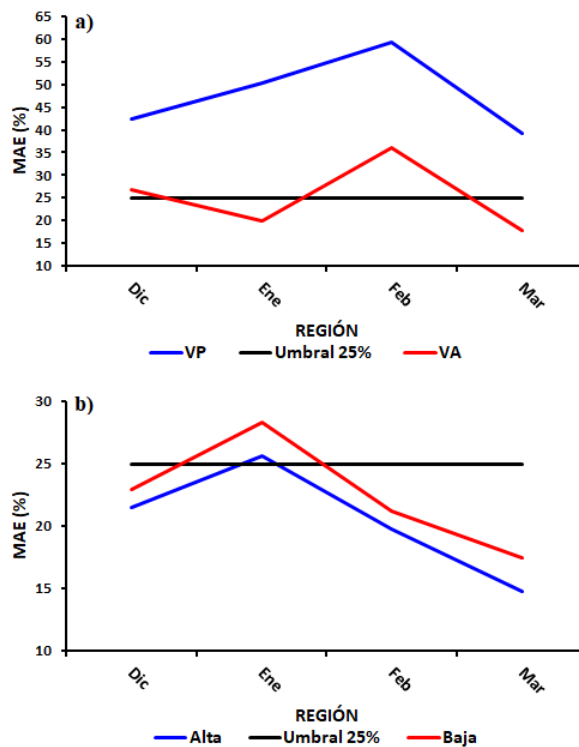 a)
MAE (%)
65
60
55
50
45
40
35
30
25
20
15
10
Dic
Ene
Feb
Mar
REGIÓN
VP
Umbral 25%
VA
b)
MAE (%)
30
25
20
15
10
Dic
Ene
Feb
Mar
REGIÓN
Alta
Umbral 25%
Baja